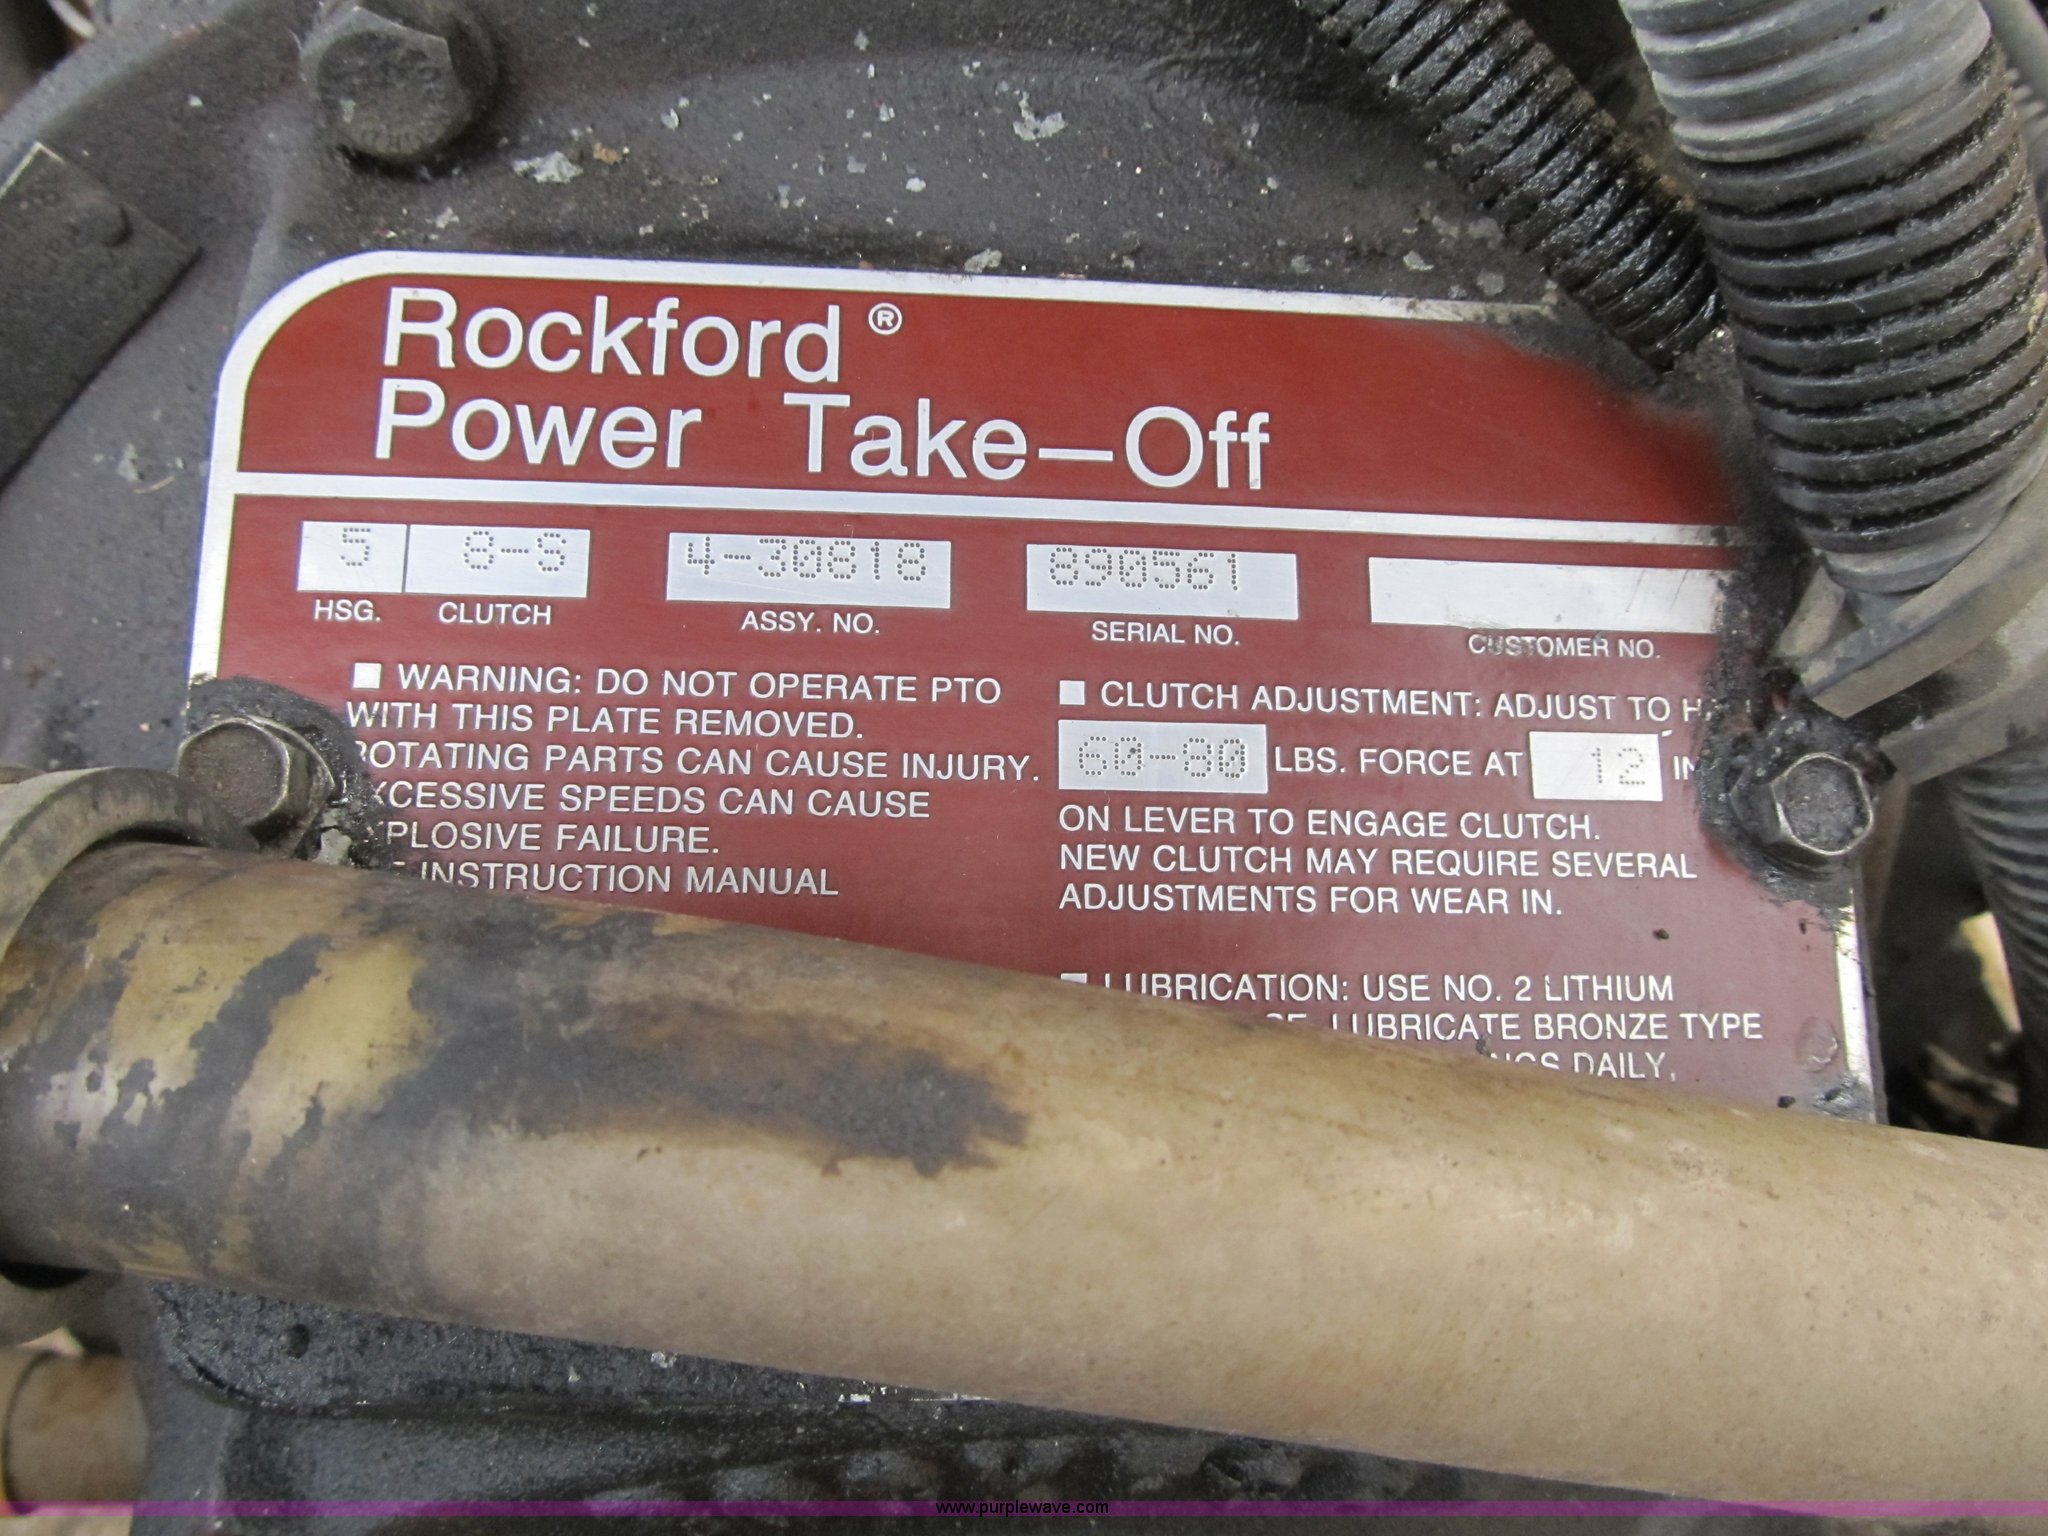 Rockford®
Power Take-Off
5 8-S 4-30818 890561
HSG. CLUTCH ASSY. NO. SERIAL NO. CUSTOMER NO.
WARNING: DO NOT OPERATE PTO
WITH THIS PLATE REMOVED.
ROTATING PARTS CAN CAUSE INJURY.
EXCESSIVE SPEEDS CAN CAUSE
EXPLOSIVE FAILURE.
INSTRUCTION MANUAL
CLUTCH ADJUSTMENT: ADJUST TO
60-80 LBS. FORCE AT 12 IN
ON LEVER TO ENGAGE CLUTCH.
NEW CLUTCH MAY REQUIRE SEVERAL
ADJUSTMENTS FOR WEAR IN.
LUBRICATION: USE NO. 2 LITHIUM
LUBRICATE BRONZE TYPE
DAILY,
www.purplewave.com